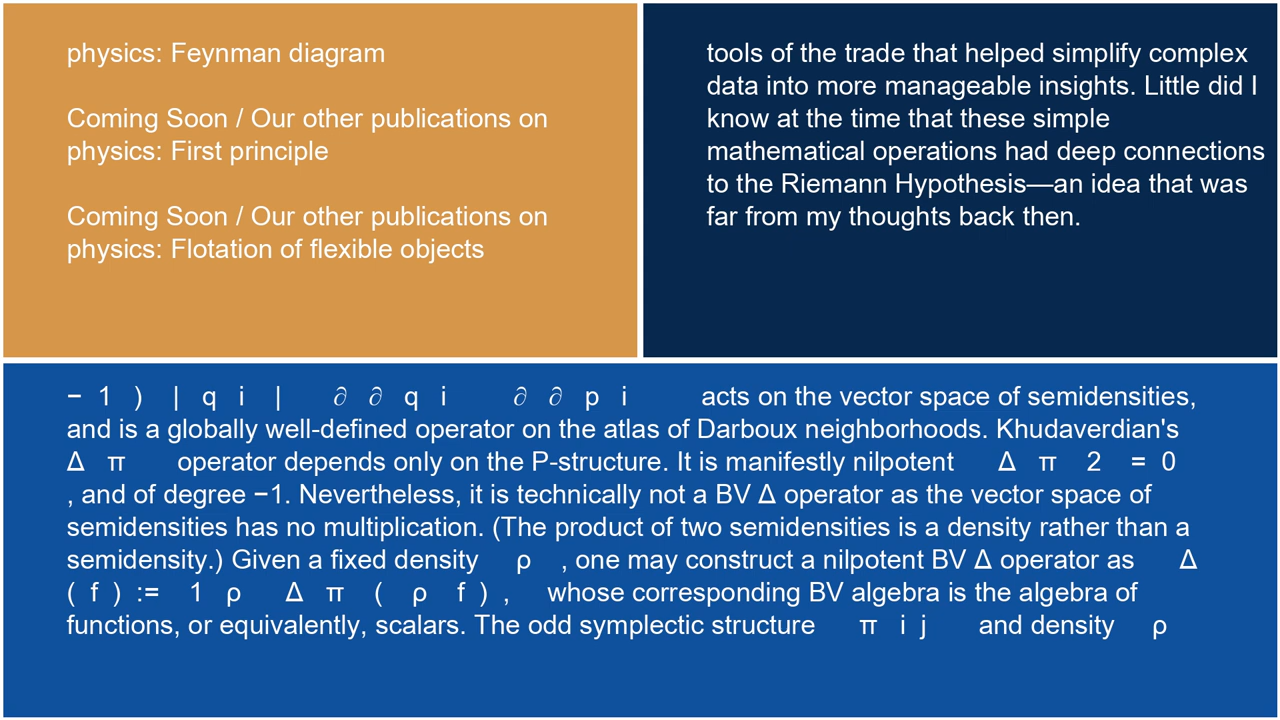 physics: Feynman diagram
Coming Soon / Our other publications on
physics: First principle
Coming Soon / Our other publications on
physics: Flotation of flexible objects
tools of the trade that helped simplify complex
data into more manageable insights. Little did I
know at the time that these simple
mathematical operations had deep connections
to the Riemann Hypothesis—an idea that was
far from my thoughts back then.
− 1 ) | q i | ∂ ∂ q i ∂ ∂ p i acts on the vector space of semidensities,
and is a globally well-defined operator on the atlas of Darboux neighborhoods. Khudaverdian's
Δ π operator depends only on the P-structure. It is manifestly nilpotent Δ π 2 = 0
, and of degree −1. Nevertheless, it is technically not a BV Δ operator as the vector space of
semidensities has no multiplication. (The product of two semidensities is a density rather than a
semidensity.) Given a fixed density ρ , one may construct a nilpotent BV Δ operator as Δ
( f ) := 1 ρ Δ π ( ρ f ) , whose corresponding BV algebra is the algebra of
functions, or equivalently, scalars. The odd symplectic structure π i j and density ρ